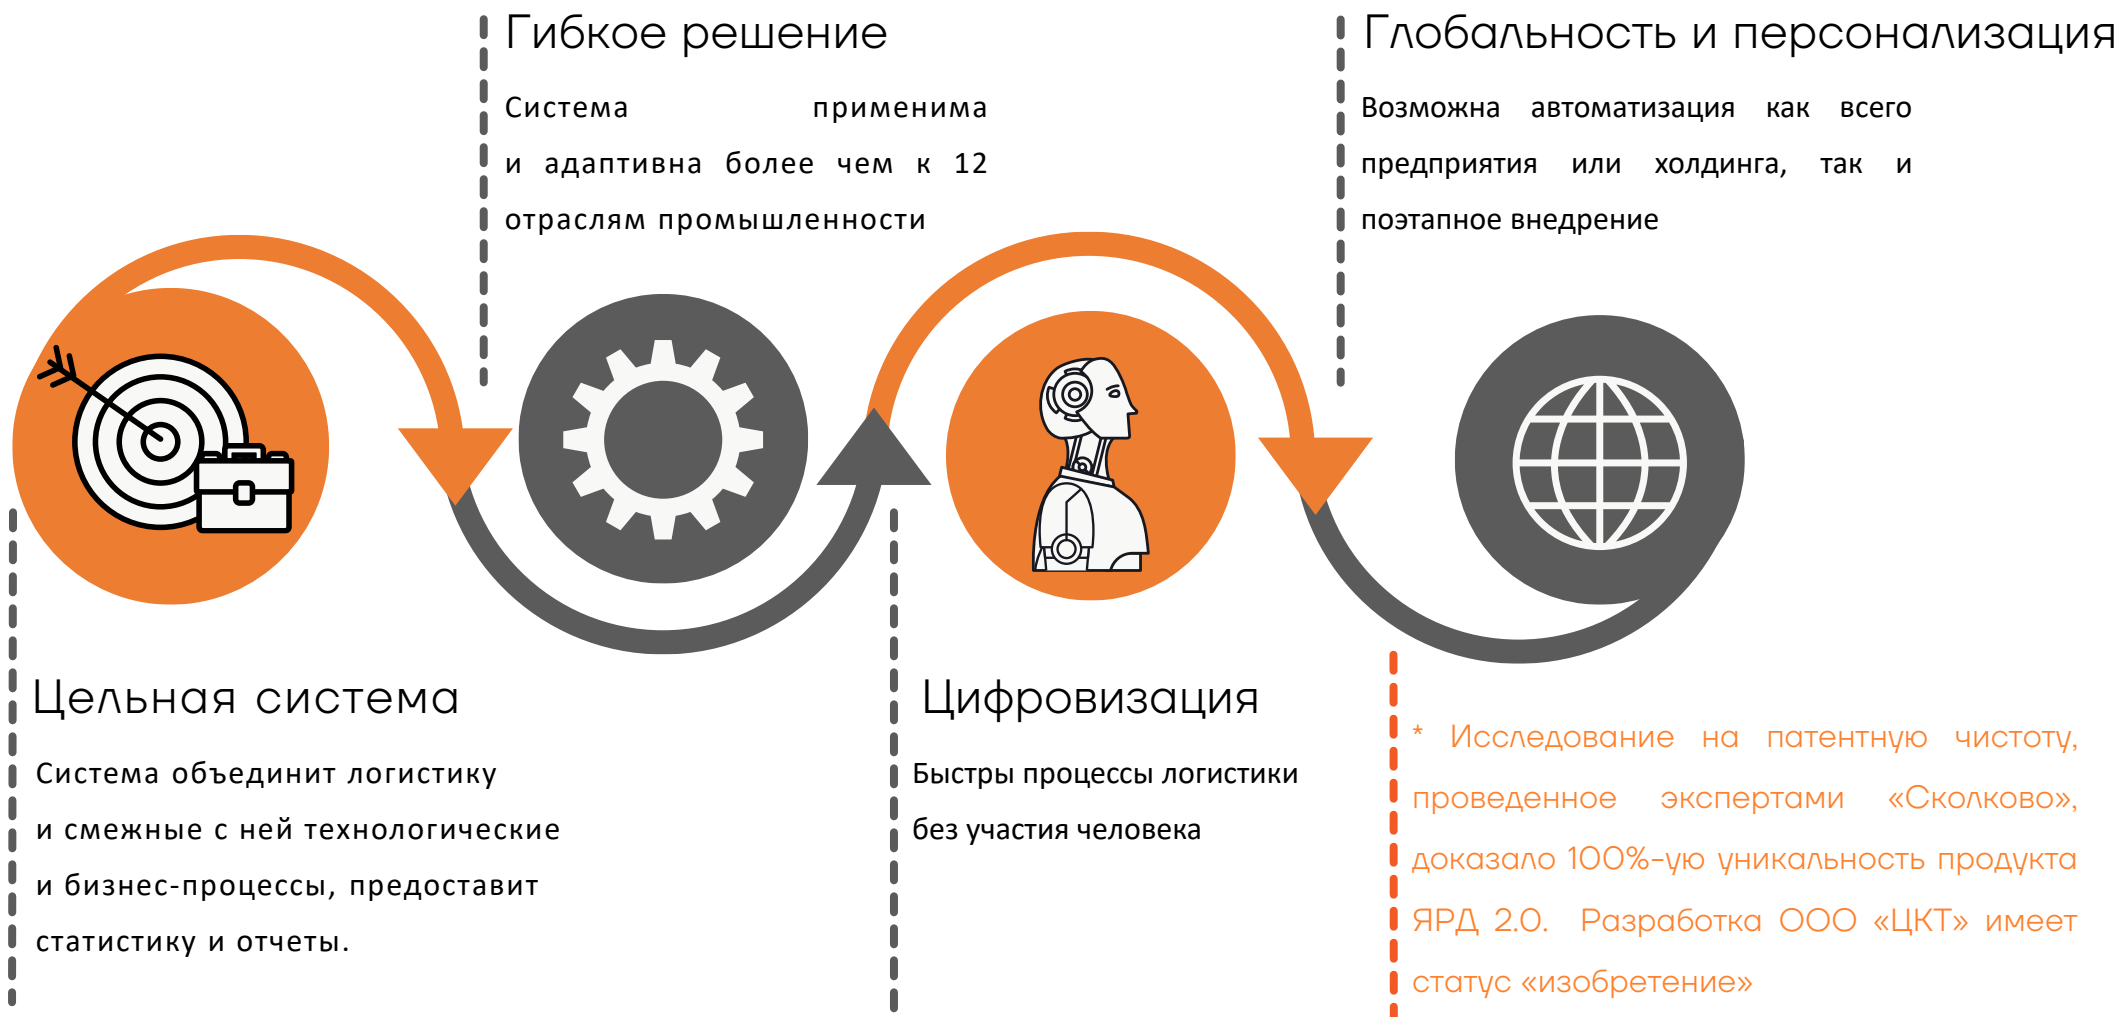 Гибкое решение
Система применима
и адаптивна более чем к 12
отраслям промышленности
Глобальность и персонализация
Возможна автоматизация как всего
предприятия или холдинга, так и
поэтапное внедрение
Цельная система
Система объединит логистику
и смежные с ней технологические
и бизнес-процессы, предоставит
статистику и отчеты.
Цифровизация
Быстры процессы логистики
без участия человека
* Исследование на патентную чистоту,
проведенное экспертами «Сколково»,
доказало 100%-ую уникальность продукта
ЯРД 2.0. Разработка ООО «ЦКТ» имеет
статус «изобретение»